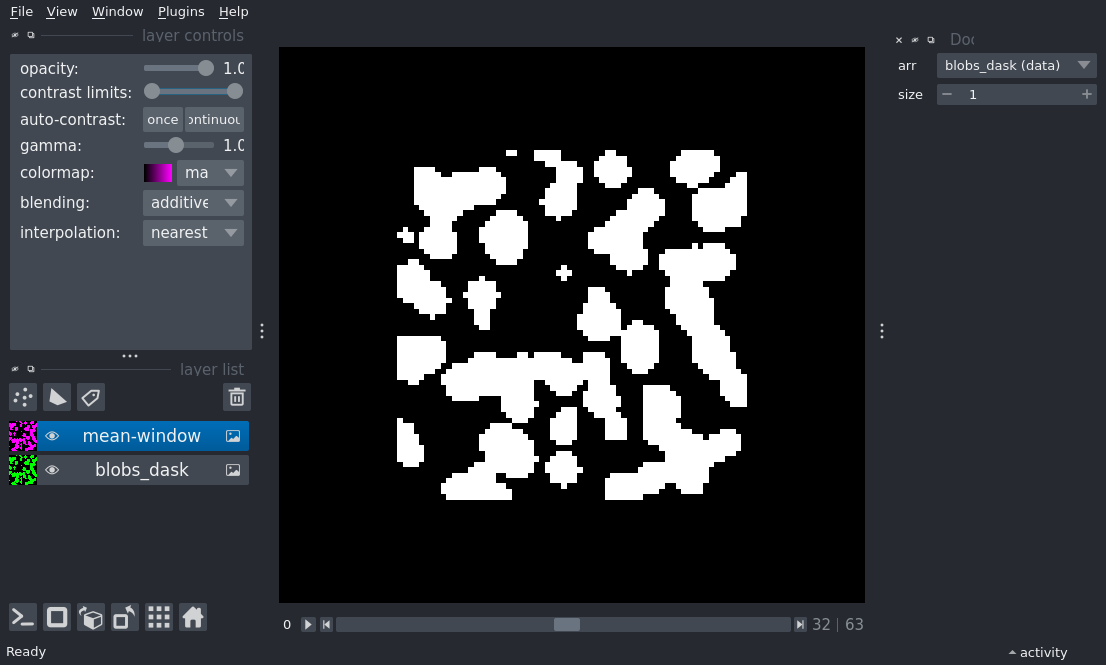 File View Window Plugins Help
layer controls
opacity: 1.0
contrast limits:
auto-contrast: once ontinuou
gamma: 1.0
colormap: ma
blending: additive
interpolation: nearest
layer list
mean-window
blobs_dask
Ready
0 32 | 63
Doc
arr blobs_dask (data)
size − 1 +
activity